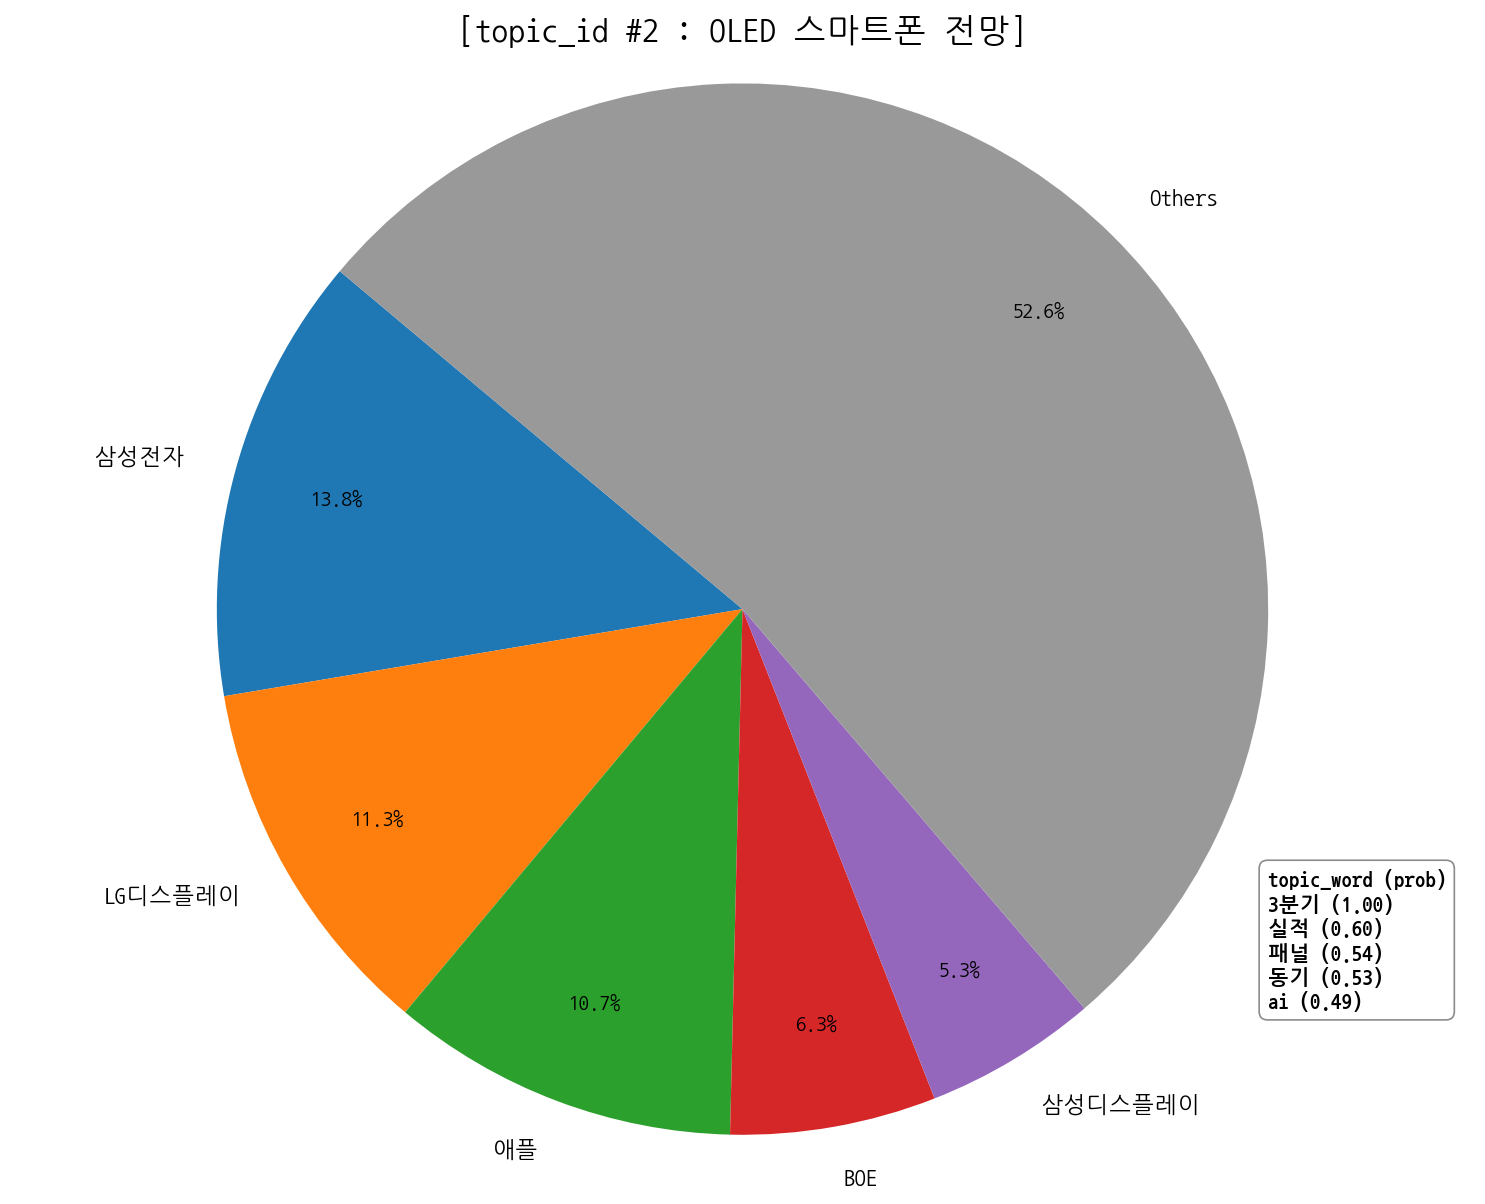 [topic_id #2 : OLED 스마트폰 전망]
Others
52.6%
삼성전자
13.8%
11.3%
LG디스플레이
topic_word (prob)
3분기 (1.00)
실적 (0.60)
패널 (0.54)
동기 (0.53)
ai (0.49)
5.3%
10.7%
6.3%
삼성디스플레이
애플
BOE